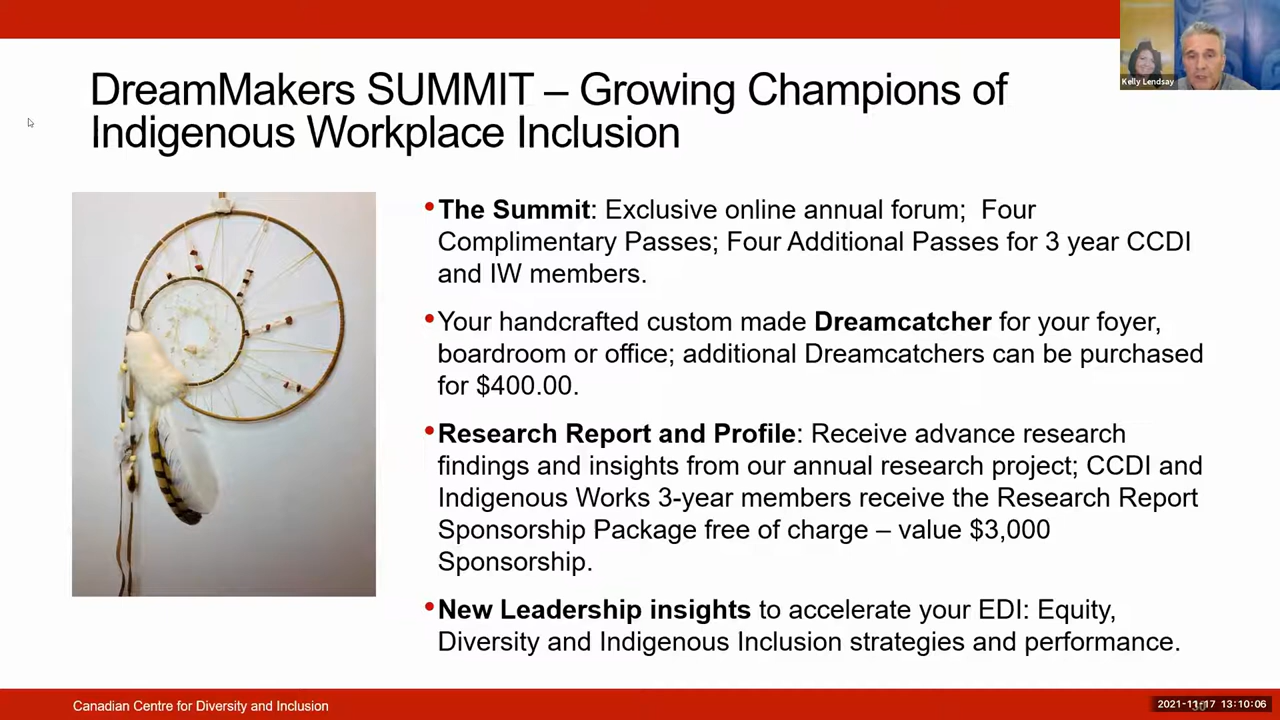 Kelly Lendsay
DreamMakers SUMMIT – Growing Champions of
Indigenous Workplace Inclusion
•The Summit: Exclusive online annual forum;  Four
Complimentary Passes; Four Additional Passes for 3 year CCDI
and IW members.
•Your handcrafted custom made Dreamcatcher for your foyer,
boardroom or office; additional Dreamcatchers can be purchased
for $400.00.
•Research Report and Profile: Receive advance research
findings and insights from our annual research project; CCDI and
Indigenous Works 3-year members receive the Research Report
Sponsorship Package free of charge – value $3,000
Sponsorship.
•New Leadership insights to accelerate your EDI: Equity,
Diversity and Indigenous Inclusion strategies and performance.
Canadian Centre for Diversity and Inclusion
2021-11-17 13:10:06